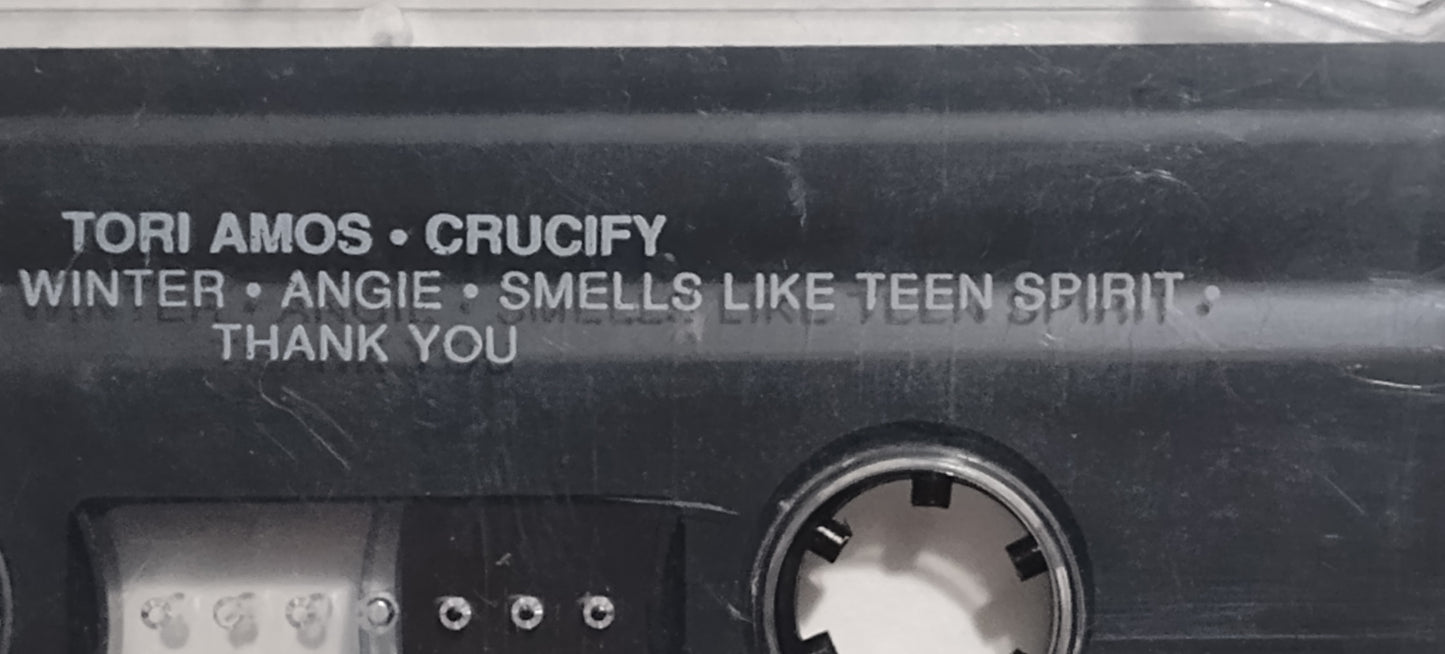 TORI AMOS • CRUCIFY
WINTER • ANGIE • SMELLS LIKE TEEN SPIRIT •
THANK YOU